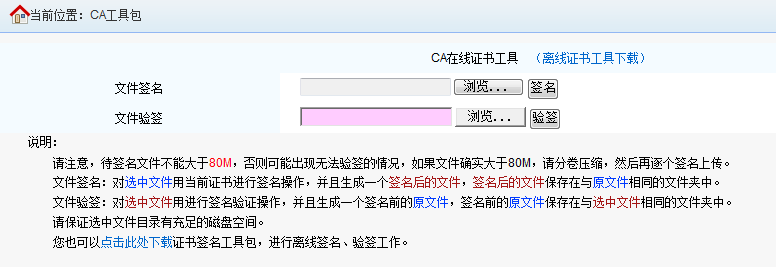 当前位置：CA工具包
CA在线证书工具 （离线证书工具下载）
文件签名 浏览... 签名
文件验签 浏览... 验签
说明：
请注意，待签名文件不能大于80M，否则可能出现无法验签的情况，如果文件确实大于80M，请分卷压缩，然后再逐个签名上传。
文件签名：对选中文件用当前证书进行签名操作，并且生成一个签名后的文件，签名后的文件保存在与原文件相同的文件夹中。
文件验签：对选中文件用进行签名验证操作，并且生成一个签名前的原文件，签名前的原文件保存在与选中文件相同的文件夹中。
请保证选中文件目录有充足的磁盘空间。
您也可以点击此处下载证书签名工具包，进行离线签名、验签工作。